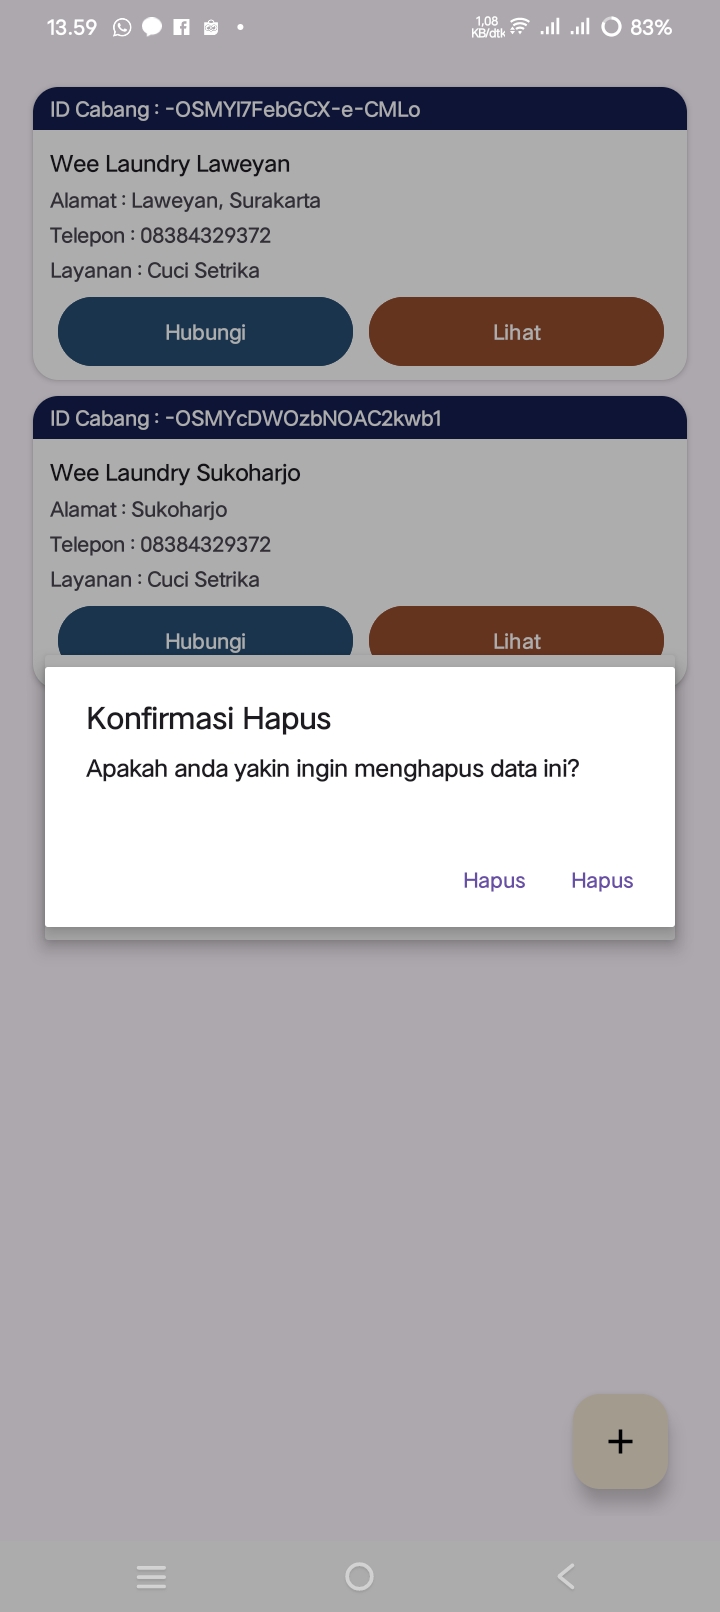 13.59 1,08 KB/dtk 83%
ID Cabang : -OSMYl7FebGCX-e-CMLo
Wee Laundry Laweyan
Alamat : Laweyan, Surakarta
Telepon : 08384329372
Layanan : Cuci Setrika
Hubungi Lihat
ID Cabang : -OSMYcDWOzbNOAC2kwb1
Wee Laundry Sukoharjo
Alamat : Sukoharjo
Telepon : 08384329372
Layanan : Cuci Setrika
Hubungi Lihat
Konfirmasi Hapus
Apakah anda yakin ingin menghapus data ini?
Hapus Hapus